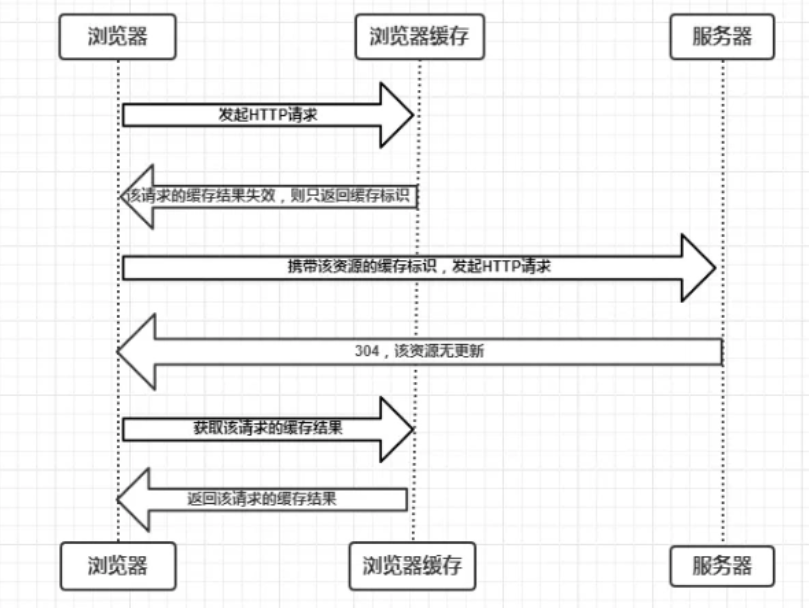 浏览器
浏览器缓存
服务器
发起HTTP请求
该请求的缓存结果失效，则只返回缓存标识
携带该资源的缓存标识，发起HTTP请求
304，该资源无更新
获取该请求的缓存结果
返回该请求的缓存结果
浏览器
浏览器缓存
服务器